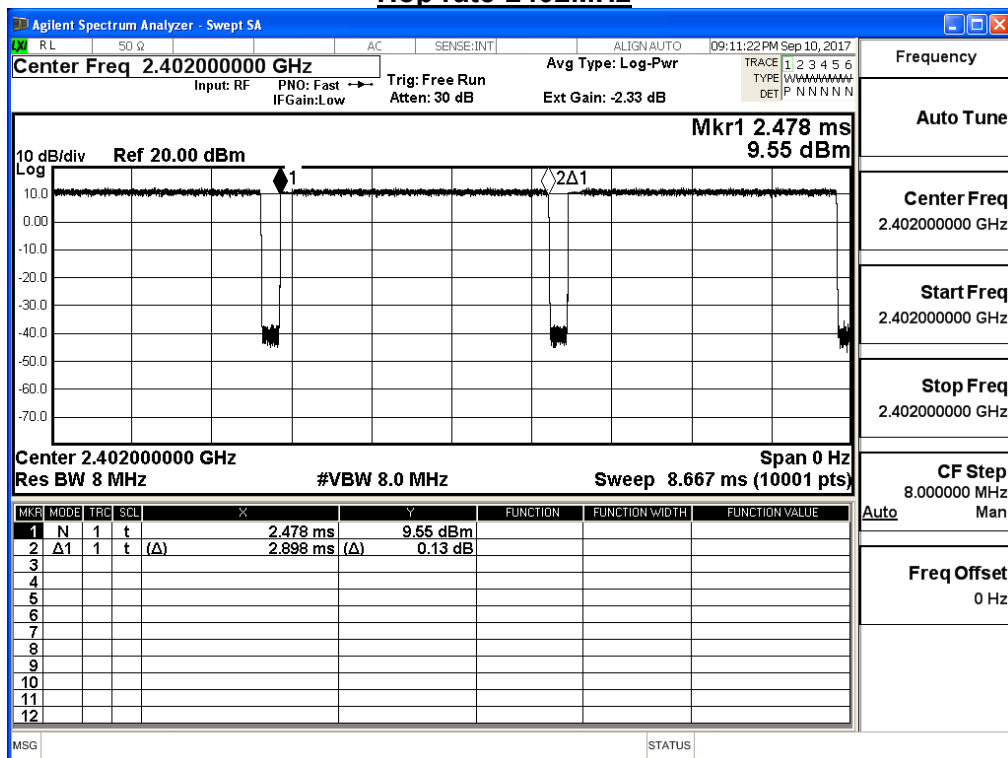 Hop rate 2402MHz
Agilent Spectrum Analyzer - Swept SA
LXI RL 50 Ω AC SENSE:INT ALIGN AUTO 09:11:22 PM Sep 10, 2017
Center Freq 2.402000000 GHz
Input: RF PNO: Fast IFGain:Low
Trig: Free Run
Atten: 30 dB
Avg Type: Log-Pwr
Ext Gain: -2.33 dB
TRACE 1 2 3 4 5 6
TYPE WWWWWW
DET P N N N N N
Mkr1 2.478 ms
9.55 dBm
10 dB/div Ref 20.00 dBm
Log
1
2Δ1
10.0
0.00
-10.0
-20.0
-30.0
-40.0
-50.0
-60.0
-70.0
Center 2.402000000 GHz Span 0 Hz
Res BW 8 MHz #VBW 8.0 MHz Sweep 8.667 ms (10001 pts)
MKR MODE TRC SCL X Y FUNCTION FUNCTION WIDTH FUNCTION VALUE
1 N 1 t 2.478 ms 9.55 dBm
2 Δ1 1 t (Δ) 2.898 ms (Δ) 0.13 dB
3
4
5
6
7
8
9
10
11
12
MSG STATUS
Frequency
Auto Tune
Center Freq
2.402000000 GHz
Start Freq
2.402000000 GHz
Stop Freq
2.402000000 GHz
CF Step
8.000000 MHz
Auto Man
Freq Offset
0 Hz